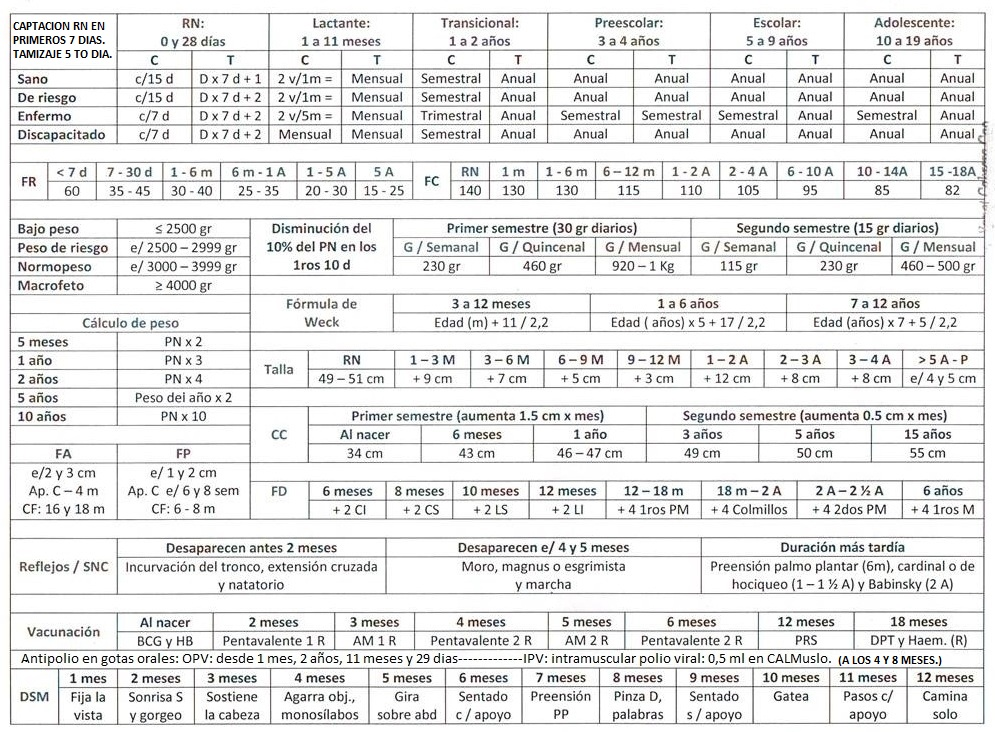 CAPTACION RN EN PRIMEROS 7 DIAS. TAMIZAJE 5 TO DIA.
RN: 0 y 28 días
Lactante: 1 a 11 meses
Transicional: 1 a 2 años
Preescolar: 3 a 4 años
Escolar: 5 a 9 años
Adolescente: 10 a 19 años
C T C T C T C T C T C T
Sano c/15 d D x 7 d + 1 2 v/1m = Mensual Semestral Anual Anual Anual Anual Anual Anual Anual
De riesgo c/15 d D x 7 d + 2 2 v/1m = Mensual Semestral Anual Anual Anual Anual Anual Anual Anual
Enfermo c/7 d D x 7 d + 2 2 v/5m = Mensual Trimestral Anual Semestral Semestral Semestral Anual Semestral Anual
Discapacitado c/7 d D x 7 d + 2 Mensual Mensual Semestral Anual Anual Anual Anual Anual Anual Anual
FR < 7 d 7 - 30 d 1 - 6 m 6 m - 1 A 1 - 5 A 5 A
60 35 - 45 30 - 40 25 - 35 20 - 30 15 - 25
FC RN 1 m 1 - 6 m 6 – 12 m 1 - 2 A 2 - 4 A 6 - 10 A 10 - 14A 15 -18A
140 130 130 115 110 105 95 85 82
Bajo peso ≤ 2500 gr
Peso de riesgo e/ 2500 – 2999 gr
Normopeso e/ 3000 – 3999 gr
Macrofeto ≥ 4000 gr
Disminución del 10% del PN en los 1ros 10 d
Primer semestre (30 gr diarios) Segundo semestre (15 gr diarios)
G / Semanal G / Quincenal G / Mensual G / Semanal G / Quincenal G / Mensual
230 gr 460 gr 920 – 1 Kg 115 gr 230 gr 460 – 500 gr
Cálculo de peso
5 meses PN x 2
1 año PN x 3
2 años PN x 4
5 años Peso del año x 2
10 años PN x 10
Fórmula de Weck
3 a 12 meses 1 a 6 años 7 a 12 años
Edad (m) + 11 / 2,2 Edad ( años) x 5 + 17 / 2,2 Edad (años) x 7 + 5 / 2,2
Talla RN 1 – 3 M 3 – 6 M 6 – 9 M 9 – 12 M 1 – 2 A 2 – 3 A 3 – 4 A > 5 A - P
49 – 51 cm + 9 cm + 7 cm + 5 cm + 3 cm + 12 cm + 8 cm + 8 cm e/ 4 y 5 cm
CC Primer semestre (aumenta 1.5 cm x mes) Segundo semestre (aumenta 0.5 cm x mes)
Al nacer 6 meses 1 año 3 años 5 años 15 años
34 cm 43 cm 46 – 47 cm 49 cm 50 cm 55 cm
FA FP
e/2 y 3 cm e/ 1 y 2 cm
Ap. C – 4 m Ap. C e/ 6 y 8 sem
CF: 16 y 18 m CF: 6 - 8 m
FD 6 meses 8 meses 10 meses 12 meses 12 – 18 m 18 m – 2 A 2 A – 2 ½ A 6 años
+ 2 CI + 2 CS + 2 LS + 2 LI + 4 1ros PM + 4 Colmillos + 4 2dos PM + 4 1ros M
Reflejos / SNC
Desaparecen antes 2 meses Desaparecen e/ 4 y 5 meses Duración más tardía
Incurvación del tronco, extensión cruzada y natatorio
Moro, magnus o esgrimista y marcha
Preensión palmo plantar (6m), cardinal o de hociqueo (1 – 1 ½ A) y Babinsky (2 A)
Vacunación Al nacer 2 meses 3 meses 4 meses 5 meses 6 meses 12 meses 18 meses
BCG y HB Pentavalente 1 R AM 1 R Pentavalente 2 R AM 2 R Pentavalente 2 R PRS DPT y Haem. (R)
Antipolio en gotas orales: OPV: desde 1 mes, 2 años, 11 meses y 29 dias-------------IPV: intramuscular polio viral: 0,5 ml en CALMuslo. (A LOS 4 Y 8 MESES.)
DSM 1 mes 2 meses 3 meses 4 meses 5 meses 6 meses 7 meses 8 meses 9 meses 10 meses 11 meses 12 meses
Fija la Sonrisa S Sostiene Agarra obj., Gira Sentado Preensión Pinza D, Sentado Gatea Pasos c/ Camina
vista y gorgeo la cabeza monosílabos sobre abd c / apoyo PP palabras s / apoyo apoyo solo